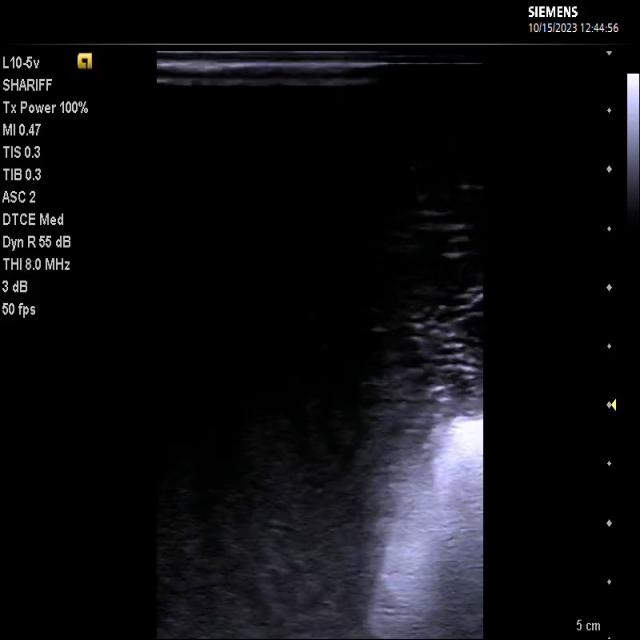 SIEMENS
10/15/2023 12:44:56
L10-5v
SHARIFF
Tx Power 100%
MI 0.47
TIS 0.3
TIB 0.3
ASC 2
DTCE Med
Dyn R 55 dB
THI 8.0 MHz
3 dB
50 fps
5 cm